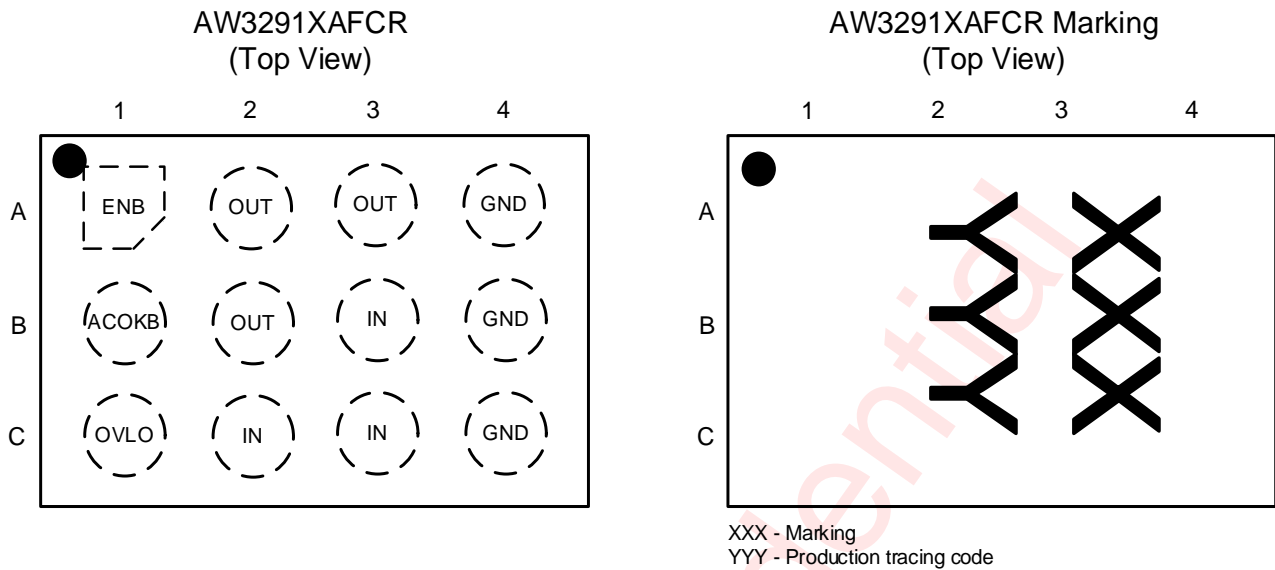 AW3291XAFCR
(Top View)
1 2 3 4
A ENB OUT OUT GND
B ACOKB OUT IN GND
C OVLO IN IN GND
AW3291XAFCR Marking
(Top View)
1 2 3 4
A Y X
B Y X
C Y X
XXX - Marking
YYY - Production tracing code
dential